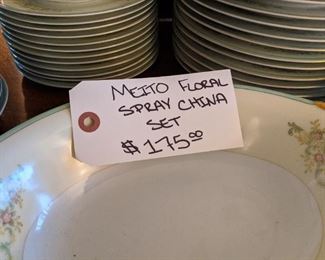 MEITO FLORAL
SPRAY CHINA
SET
$175.00